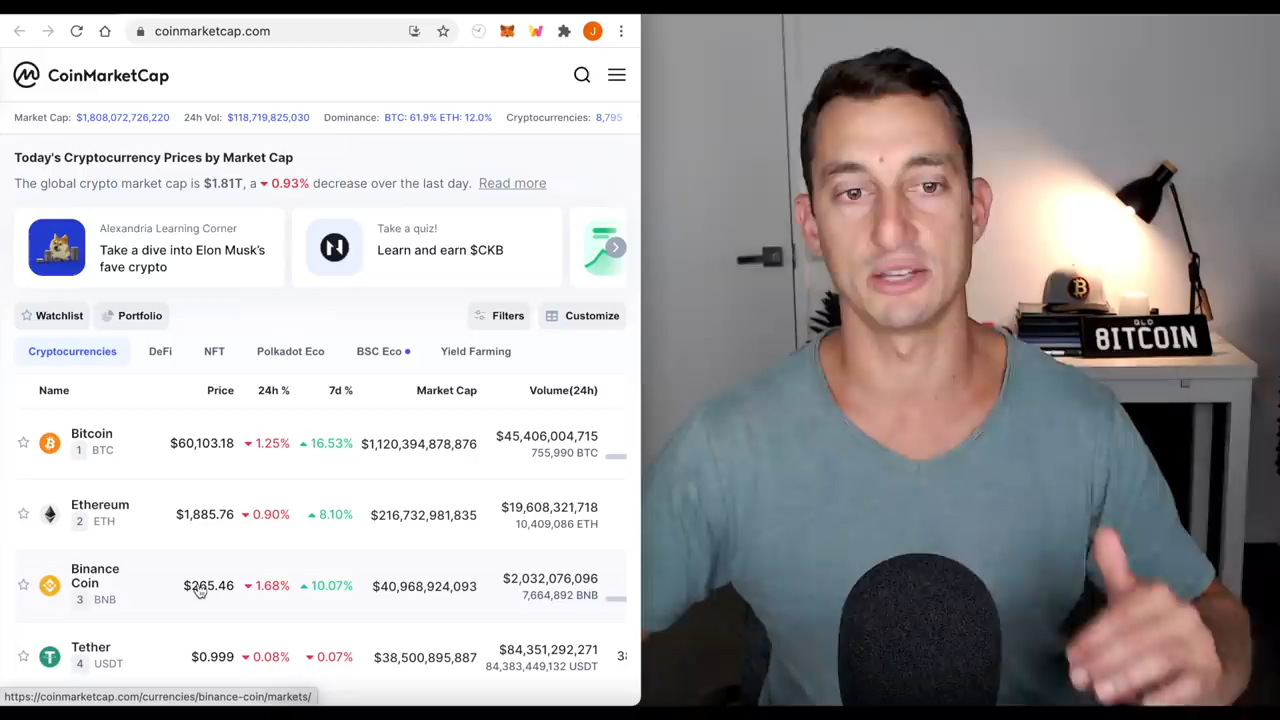 coinmarketcap.com
J
CoinMarketCap
Market Cap: $1,808,072,726,220 24h Vol: $118,719,825,030 Dominance: BTC: 61.9% ETH: 12.0% Cryptocurrencies: 8,795
Today's Cryptocurrency Prices by Market Cap
The global crypto market cap is $1.81T, a 0.93% decrease over the last day. Read more
Alexandria Learning Corner
Take a dive into Elon Musk's
fave crypto
Take a quiz!
Learn and earn $CKB
Watchlist Portfolio Filters Customize
Cryptocurrencies DeFi NFT Polkadot Eco BSC Eco Yield Farming
Name Price 24h % 7d % Market Cap Volume(24h)
Bitcoin
1 BTC
$60,103.18 1.25% 16.53% $1,120,394,878,876
$45,406,004,715
755,990 BTC
Ethereum
2 ETH
$1,885.76 0.90% 8.10% $216,732,981,835
$19,608,321,718
10,409,086 ETH
Binance
Coin
3 BNB
$265.46 1.68% 10.07% $40,968,924,093
$2,032,076,096
7,664,892 BNB
Tether
4 USDT
$0.999 0.08% 0.07% $38,500,895,887
$84,351,292,271
84,383,449,132 USDT
https://coinmarketcap.com/currencies/binance-coin/markets/
QLD
8ITCOIN